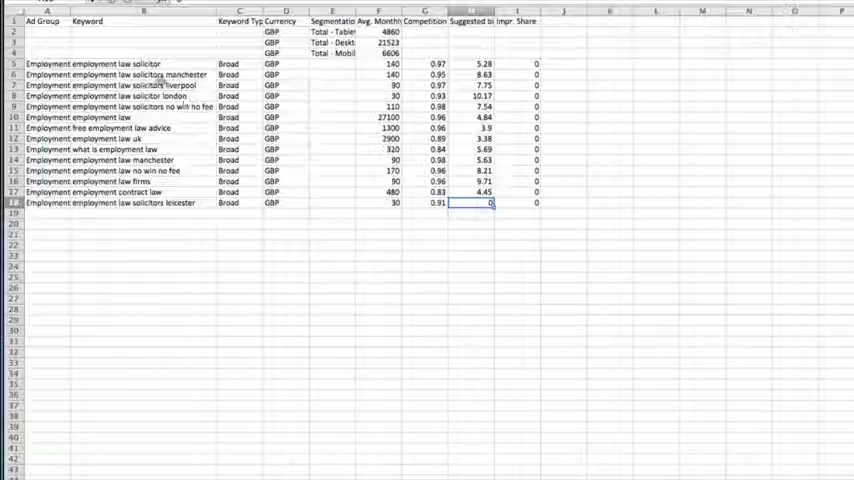 A B C D E F G H I J K L M N O P
1 Ad Group Keyword Keyword Typ Currency Segmentatio Avg. Monthly Competition Suggested bi Impr. Share
2 GBP Total - Tablet 4860
3 GBP Total - Deskt 21523
4 GBP Total - Mobil 6606
5 Employment employment law solicitor Broad GBP 140 0.97 5.28 0
6 Employment employment law solicitors manchester Broad GBP 140 0.95 8.63 0
7 Employment employment law solicitors liverpool Broad GBP 90 0.97 7.75 0
8 Employment employment law solicitor london Broad GBP 30 0.93 10.17 0
9 Employment employment law solicitors no win no fee Broad GBP 110 0.98 7.54 0
10 Employment employment law Broad GBP 27100 0.96 4.84 0
11 Employment free employment law advice Broad GBP 1300 0.96 3.9 0
12 Employment employment law uk Broad GBP 2900 0.89 3.38 0
13 Employment what is employment law Broad GBP 320 0.84 5.69 0
14 Employment employment law manchester Broad GBP 90 0.98 5.63 0
15 Employment employment law no win no fee Broad GBP 170 0.96 8.21 0
16 Employment employment law firms Broad GBP 90 0.96 9.71 0
17 Employment employment contract law Broad GBP 480 0.83 4.45 0
18 Employment employment law solicitors leicester Broad GBP 30 0.91 0 0
19
20
21
22
23
24
25
26
27
28
29
30
31
32
33
34
35
36
37
38
39
40
41
42
43